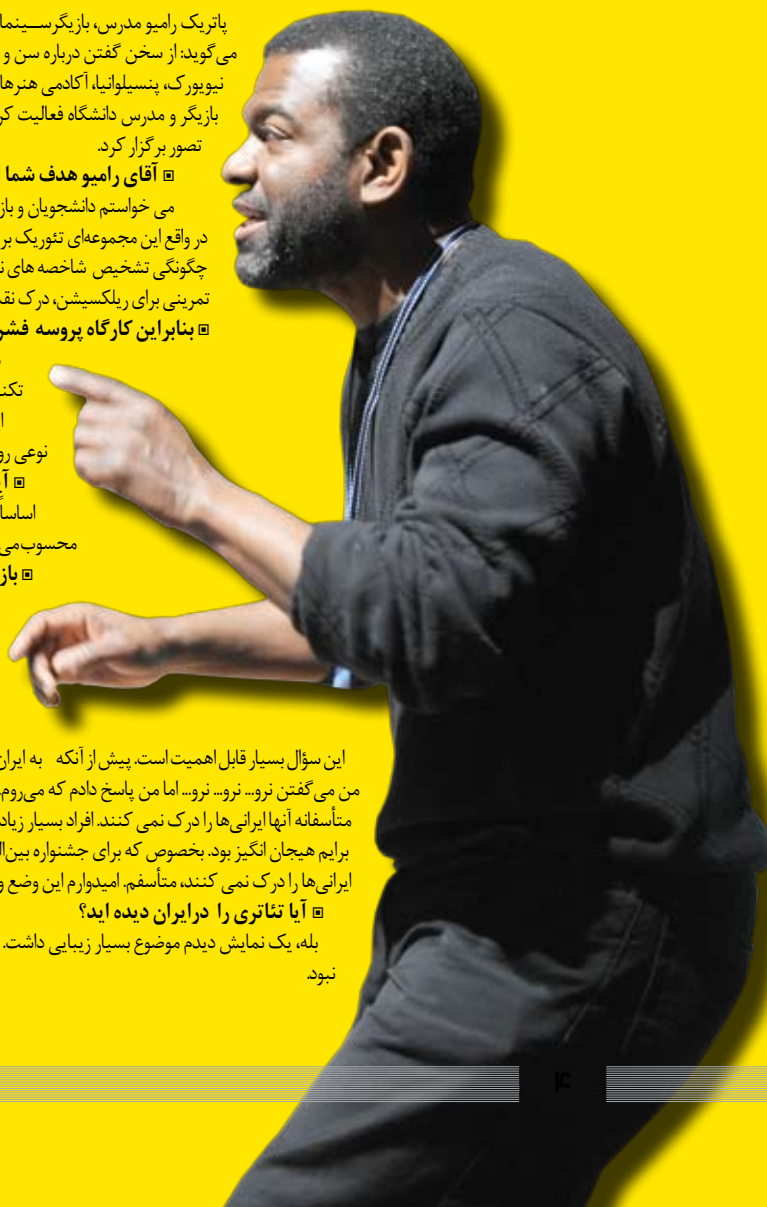 پاتریک رامیو مدرس، بازیگر سینما
می‌گوید: از سخن گفتن درباره سن و
نیویورک، پنسیلوانیا، آکادمی هنرها
بازیگر و مدرس دانشگاه فعالیت کر
تصور برگزار کرد.
▣ آقای رامیو هدف شما ا
می خواستم دانشجویان و باز
در واقع این مجموعه‌ای تئوریک بر
چگونگی تشخیص شاخصه های ن
تمرینی برای ریلکسیشن، درک نقـ
▣ بنابراین کارگاه پروسه فشر
تکنـ
ا
نوعی رو
▣ آ
اساسا
محسوب‌می
▣ باز
این سؤال بسیار قابل اهمیت است. پیش از آنکه به ایران
من می‌گفتن نرو... نرو... نرو... اما من پاسخ دادم که می‌روم.
متأسفانه آنها ایرانی‌ها را درک نمی کنند. افراد بسیار زیاد
برایم هیجان انگیز بود. بخصوص که برای جشنواره بین‌ال
ایرانی‌ها را درک نمی کنند، متأسفم. امیدوارم این وضع و
▣ آیا تئاتری را درایران دیده اید؟
بله، یک نمایش دیدم موضوع بسیار زیبایی داشت.
نبود.
۴